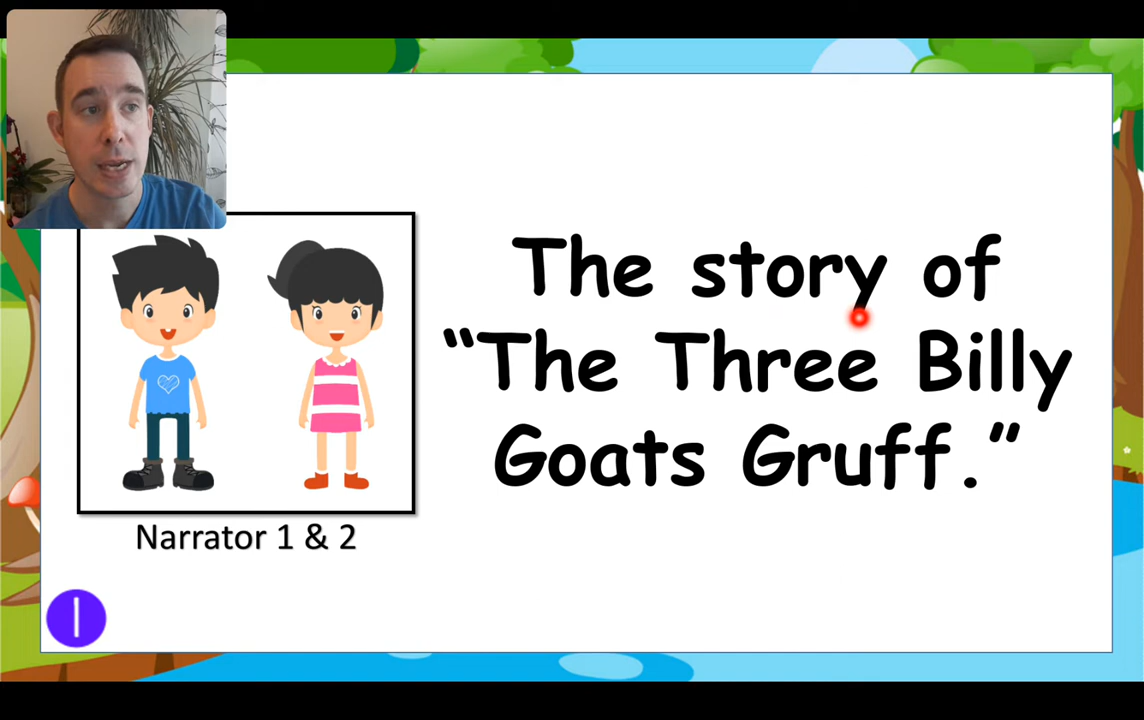 The story of
“The Three Billy
Goats Gruff.”
Narrator 1 & 2